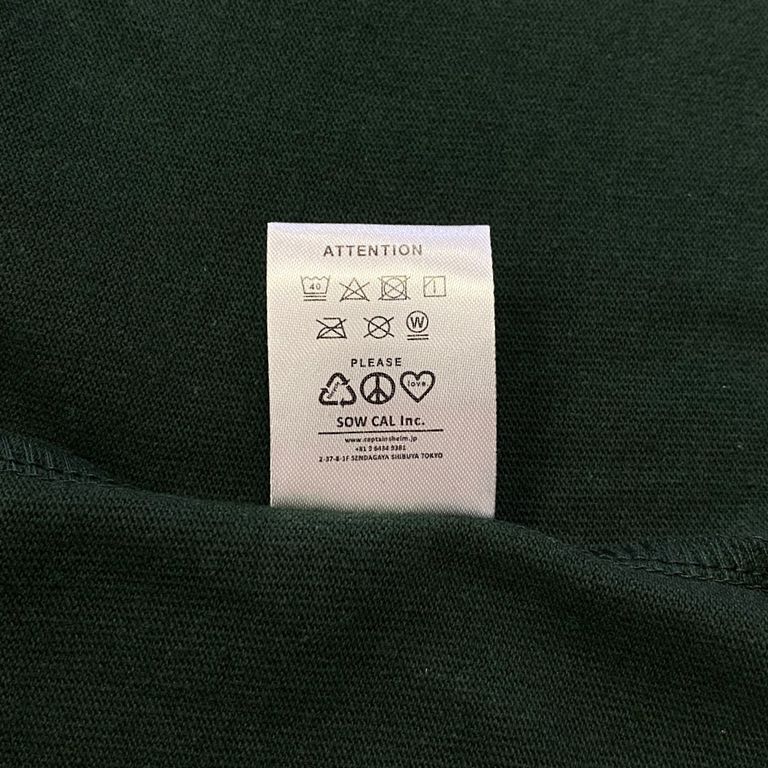 ATTENTION
40
W
PLEASE
love.
SOW CAL Inc.
www.captainshelm.jp
+81 3 6434 9381
2-37-8-1F SENDAGAYA SHIBUYA TOKYO